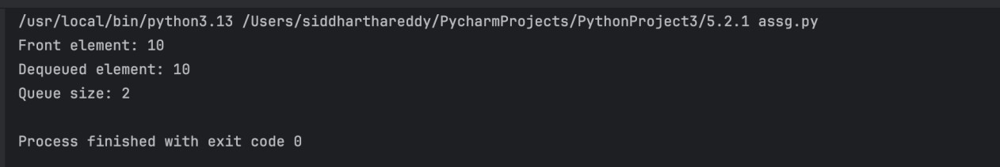 /usr/local/bin/python3.13 /Users/siddharthareddy/PycharmProjects/PythonProject3/5.2.1 assg.py
Front element: 10
Dequeued element: 10
Queue size: 2
Process finished with exit code 0